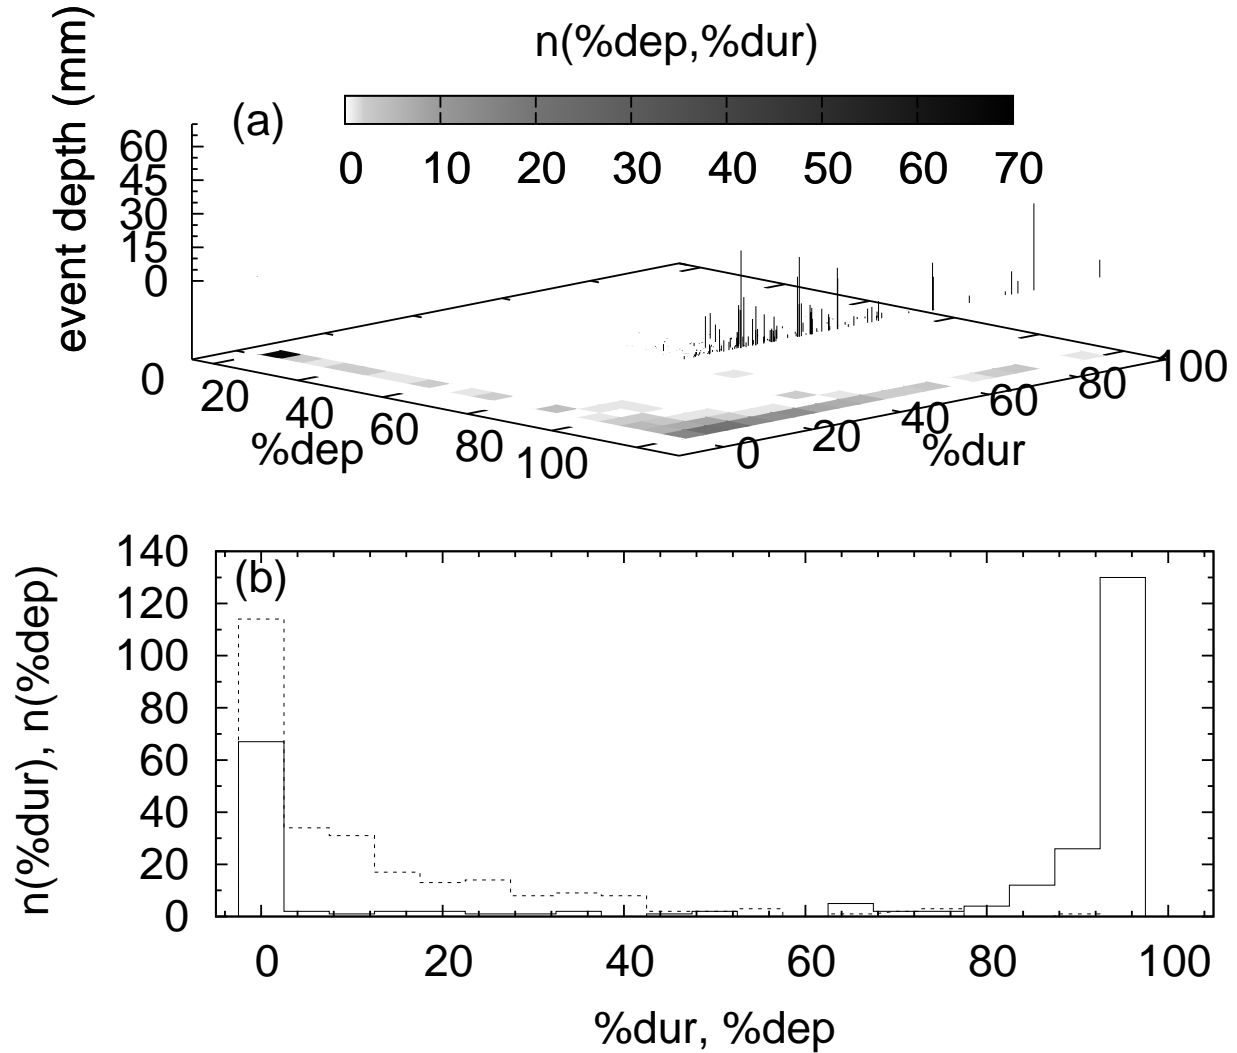 n(%dep,%dur)
(a)
0 10 20 30 40 50 60 70
event depth (mm)
60
45
30
15
0
0 20 40 60 80 100
%dep
0 20 40 60 80 100
%dur
(b)
n(%dur), n(%dep)
140
120
100
80
60
40
20
0
0 20 40 60 80 100
%dur, %dep